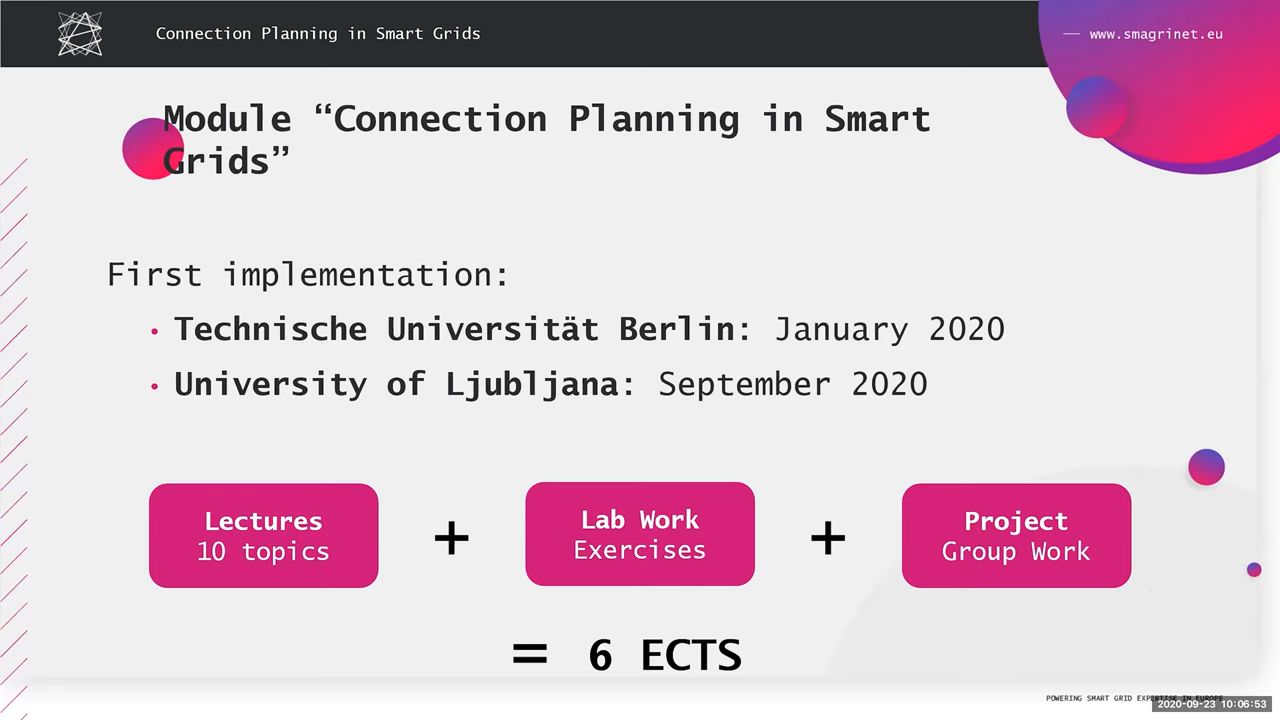 Connection Planning in Smart Grids
www.smagrinet.eu
Module “Connection Planning in Smart
Grids”
First implementation:
• Technische Universität Berlin: January 2020
• University of Ljubljana: September 2020
Lectures
10 topics
+
Lab Work
Exercises
+
Project
Group Work
= 6 ECTS
POWERING SMART GRID EXPERTISE IN EUROPE
2020-09-23 10:06:53